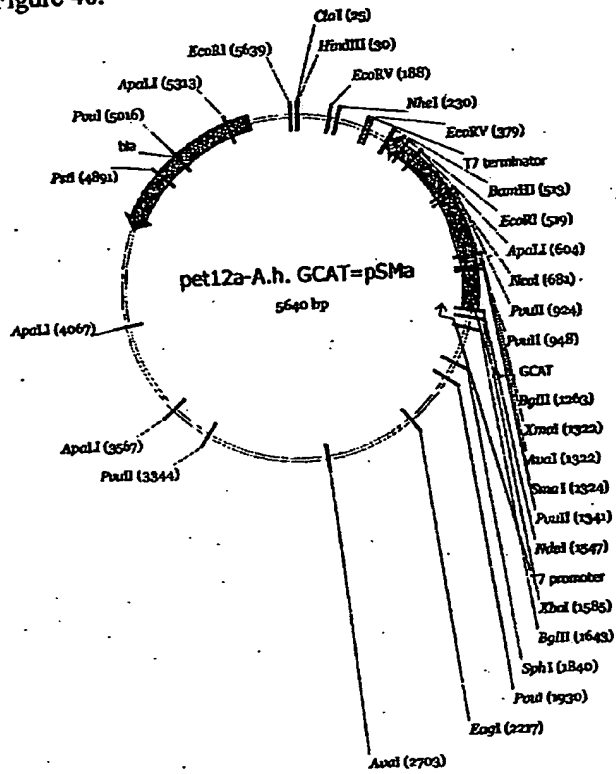 Figure 40.
ClaI (25)
HindIII (30)
EcoRI (5639)
EcoRV (188)
ApaLI (5313)
NheI (230)
PvuI (5016)
EcoRV (379)
bla
T7 terminator
PstI (4891)
BamHI (513)
EcoRI (519)
ApaLI (604)
NcoI (681)
pet12a-A.h. GCAT=pSMa
5640 bp
PvuII (924)
PvuII (948)
ApaLI (4067)
GCAT
BglII (1263)
XmaI (1322)
AvaI (1322)
ApaLI (3567)
SmaI (1324)
PvuII (3344)
PvuII (1341)
NdeI (1547)
T7 promoter
XbaI (1585)
BglII (1643)
SphI (1840)
PvuI (1930)
EagI (2217)
AvaI (2703)